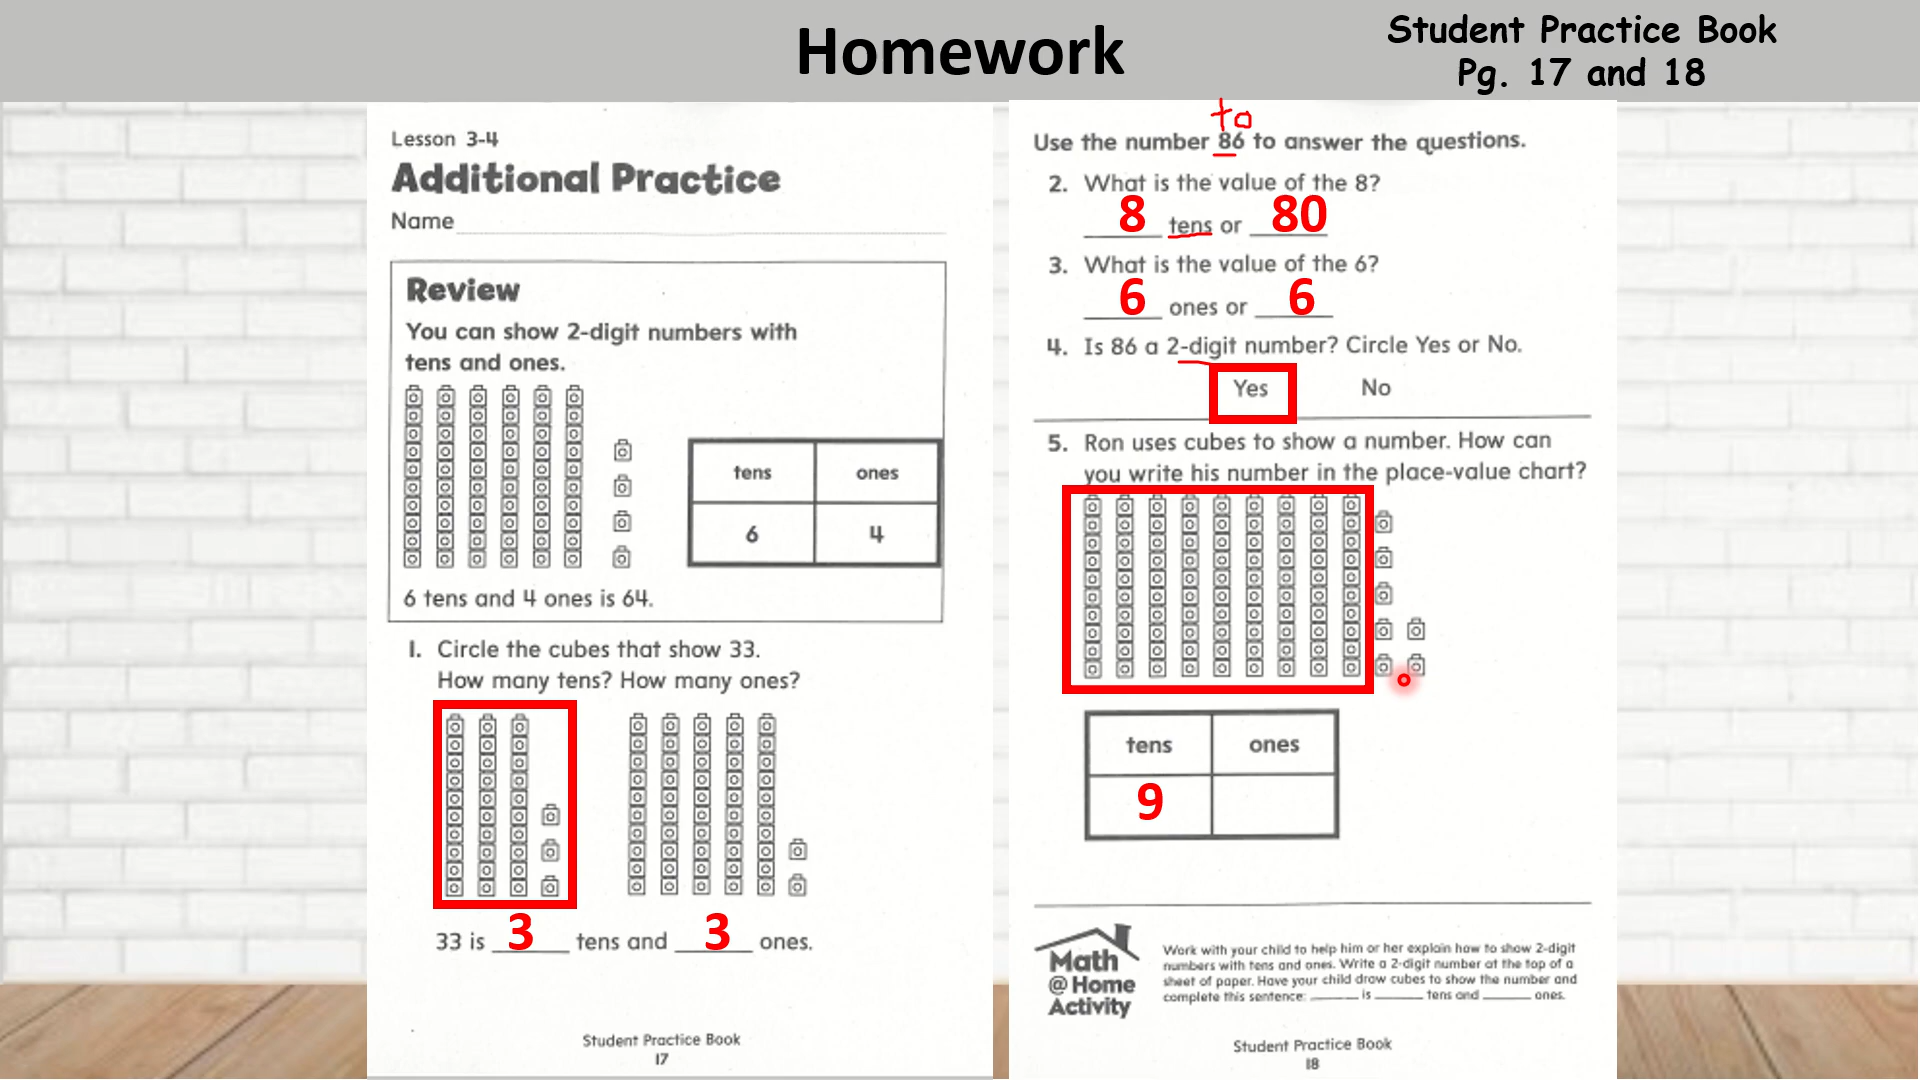 Homework
Student Practice Book
Pg. 17 and 18
Lesson 3-4
Additional Practice
Name
Review
You can show 2-digit numbers with
tens and ones.
tens ones
6 4
6 tens and 4 ones is 64.
1. Circle the cubes that show 33.
How many tens? How many ones?
33 is 3 tens and 3 ones.
Student Practice Book
17
to
Use the number 86 to answer the questions.
2. What is the value of the 8?
8 tens or 80
3. What is the value of the 6?
6 ones or 6
4. Is 86 a 2-digit number? Circle Yes or No.
Yes No
5. Ron uses cubes to show a number. How can
you write his number in the place-value chart?
tens ones
9
Math
@ Home
Activity
Work with your child to help him or her explain how to show 2-digit
numbers with tens and ones. Write a 2-digit number at the top of a
sheet of paper. Have your child draw cubes to show the number and
complete this sentence: ______ is ______ tens and ______ ones.
Student Practice Book
18